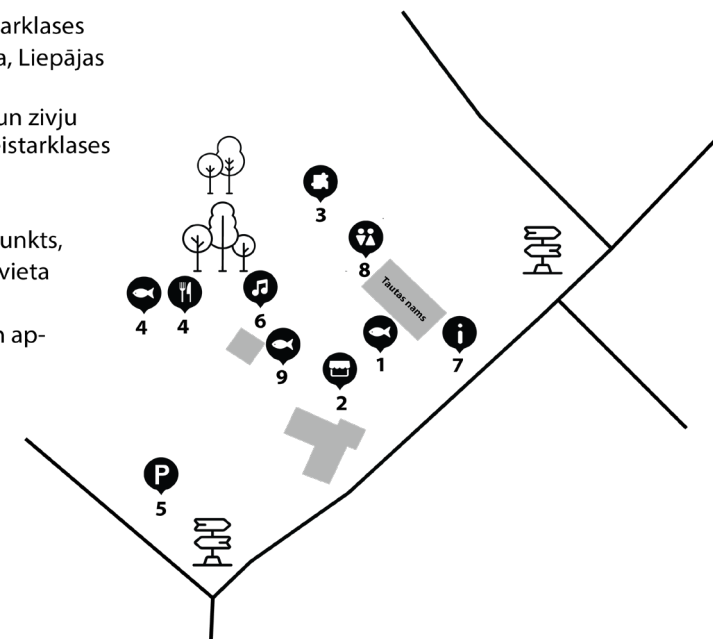 arklases
a, Liepājas
un zivju
istarklases
unkts,
vieta
n ap-
3
8
Tautas nams
4
4
6
9
2
1
i
7
P
5